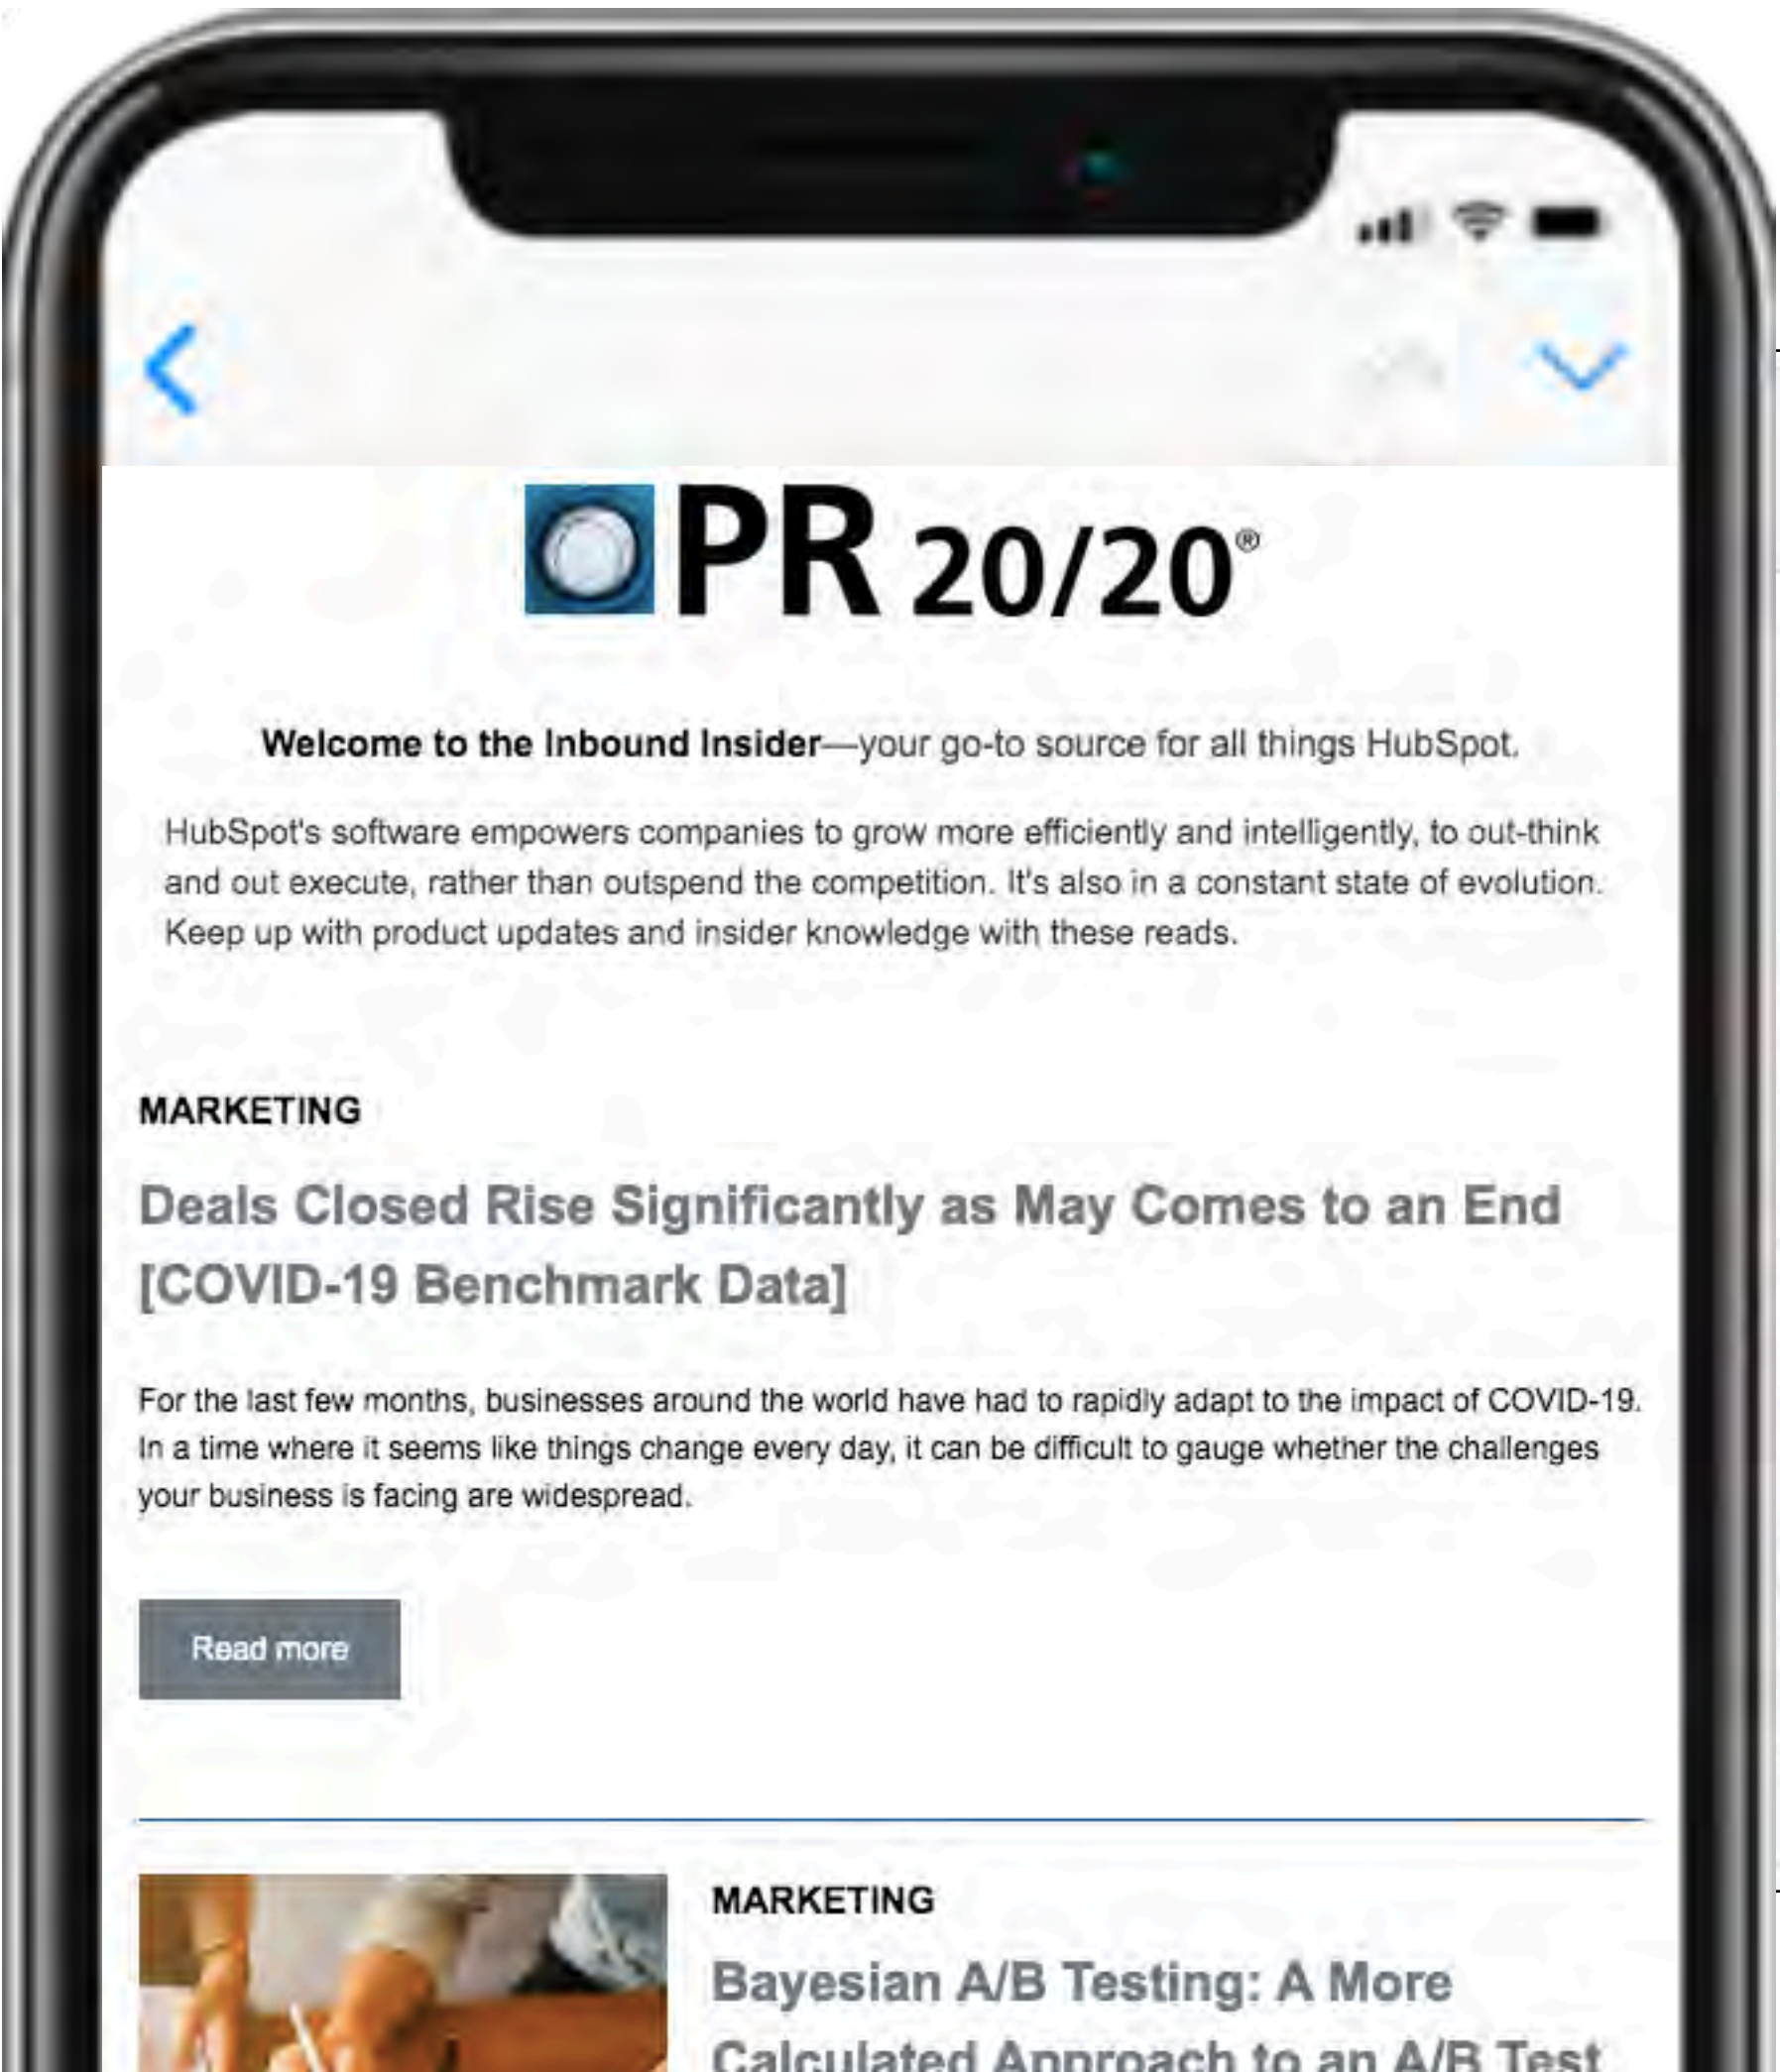 PR 20/20®
Welcome to the Inbound Insider—your go-to source for all things HubSpot.
HubSpot's software empowers companies to grow more efficiently and intelligently, to out-think
and out execute, rather than outspend the competition. It's also in a constant state of evolution.
Keep up with product updates and insider knowledge with these reads.
MARKETING
Deals Closed Rise Significantly as May Comes to an End
[COVID-19 Benchmark Data]
For the last few months, businesses around the world have had to rapidly adapt to the impact of COVID-19.
In a time where it seems like things change every day, it can be difficult to gauge whether the challenges
your business is facing are widespread.
Read more
MARKETING
Bayesian A/B Testing: A More
Calculated Approach to an A/B Test